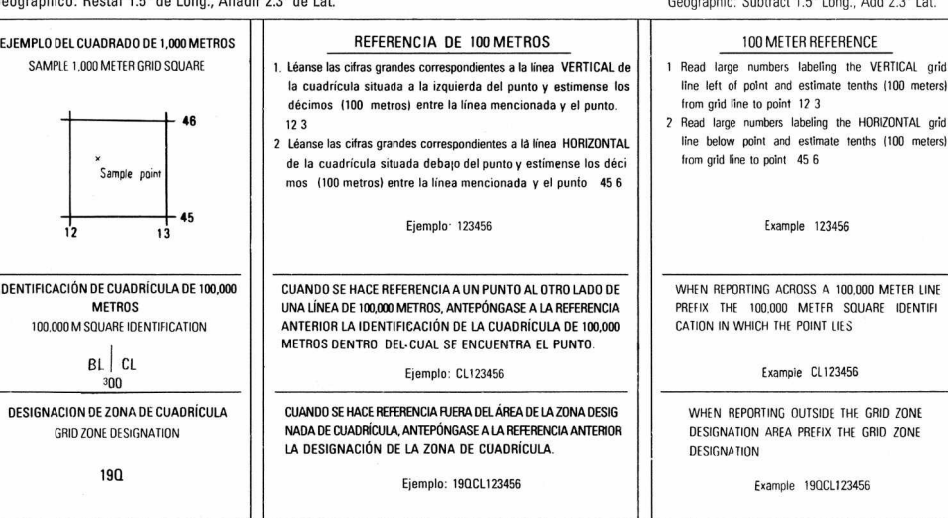 Restar 1.5" de Long., Añadir 2.3" de Lat.
Geographic: Subtract 1.5" Long., Add 2.3" Lat.
EJEMPLO DEL CUADRADO DE 1,000 METROS
SAMPLE 1,000 METER GRID SQUARE
46
×
Sample point
45
12 13
IDENTIFICACIÓN DE CUADRÍCULA DE 100,000
METROS
100,000 M SQUARE IDENTIFICATION
BL | CL
300
DESIGNACION DE ZONA DE CUADRÍCULA
GRID ZONE DESIGNATION
19Q
REFERENCIA DE 100 METROS
1. Léanse las cifras grandes correspondientes a la línea VERTICAL de
la cuadrícula situada a la izquierda del punto y estimense los
décimos (100 metros) entre la línea mencionada y el punto.
12 3
2 Léanse las cifras grandes correspondientes a lá línea HORIZONTAL
de la cuadrícula situada debajo del punto y estímense los déci
mos (100 metros) entre la línea mencionada y el punto 45 6
Ejemplo: 123456
CUANDO SE HACE REFERENCIA A UN PUNTO AL OTRO LADO DE
UNA LÍNEA DE 100,000 METROS, ANTEPÓNGASE A LA REFERENCIA
ANTERIOR LA IDENTIFICACIÓN DE LA CUADRÍCULA DE 100,000
METROS DENTRO DEL CUAL SE ENCUENTRA EL PUNTO.
Ejemplo: CL123456
CUANDO SE HACE REFERENCIA FUERA DEL ÁREA DE LA ZONA DESIG
NADA DE CUADRÍCULA, ANTEPÓNGASE A LA REFERENCIA ANTERIOR
LA DESIGNACIÓN DE LA ZONA DE CUADRÍCULA.
Ejemplo: 19QCL123456
100 METER REFERENCE
1 Read large numbers labeling the VERTICAL grid
line left of point and estimate tenths (100 meters)
from grid line to point 12 3
2 Read large numbers labeling the HORIZONTAL grid
line below point and estimate tenths (100 meters)
from grid line to point 45 6
Example 123456
WHEN REPORTING ACROSS A 100,000 METER LINE
PREFIX THE 100,000 METER SQUARE IDENTIFI
CATION IN WHICH THE POINT LIES
Example CL123456
WHEN REPORTING OUTSIDE THE GRID ZONE
DESIGNATION AREA PREFIX THE GRID ZONE
DESIGNATION
Example 19QCL123456